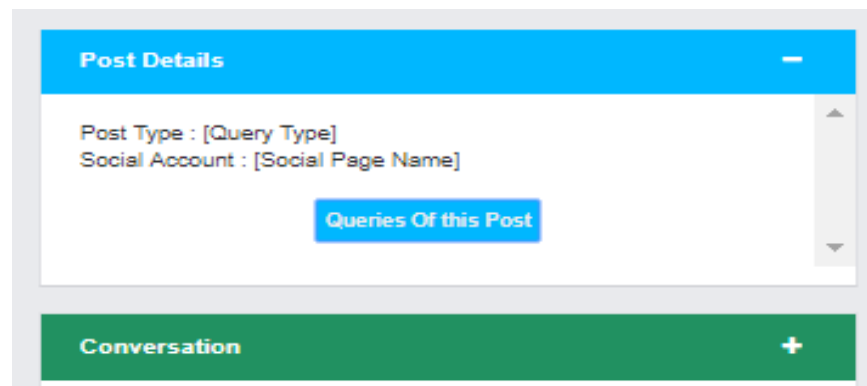 Post Details
Post Type : [Query Type]
Social Account : [Social Page Name]
Queries Of this Post
Conversation